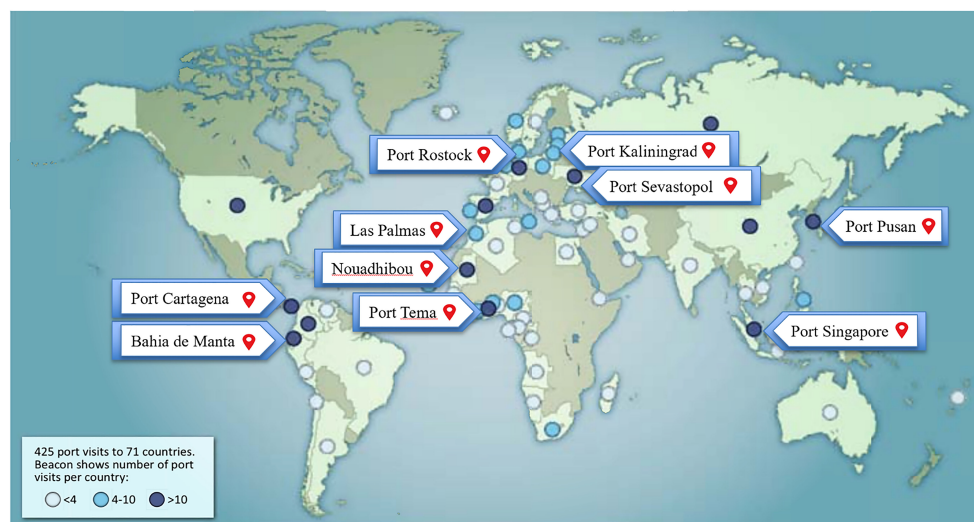 Port Rostock
Port Kaliningrad
Port Sevastopol
Las Palmas
Port Pusan
Nouadhibou
Port Cartagena
Port Tema
Bahia de Manta
Port Singapore
425 port visits to 71 countries.
Beacon shows number of port
visits per country:
<4 4-10 >10